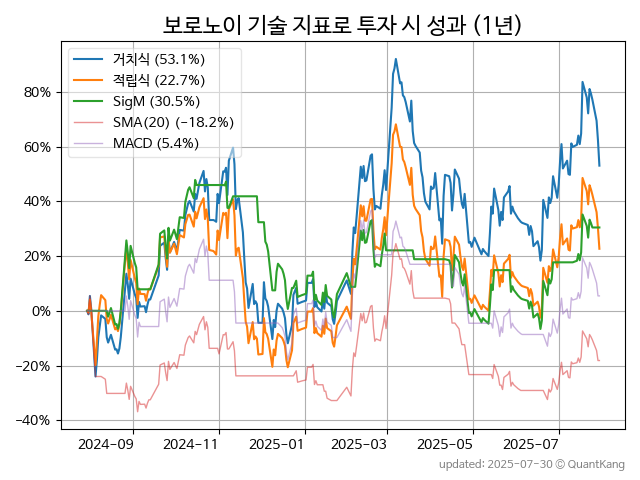 보로노이 기술 지표로 투자 시 성과 (1년)
거치식 (53.1%)
적립식 (22.7%)
SigM (30.5%)
SMA(20) (−18.2%)
MACD (5.4%)
80%
60%
40%
20%
0%
−20%
−40%
2024-09 2024-11 2025-01 2025-03 2025-05 2025-07
updated: 2025-07-30 © QuantKang